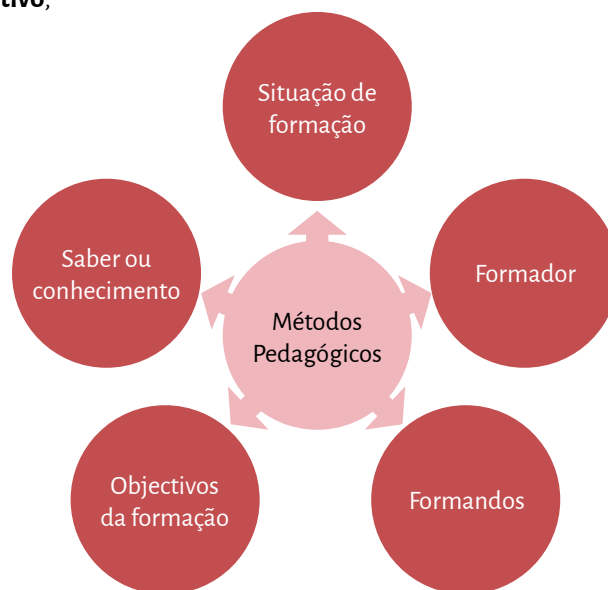 tivo,
Situação de
formação
Saber ou
conhecimento
Formador
Métodos
Pedagógicos
Objectivos
da formação
Formandos